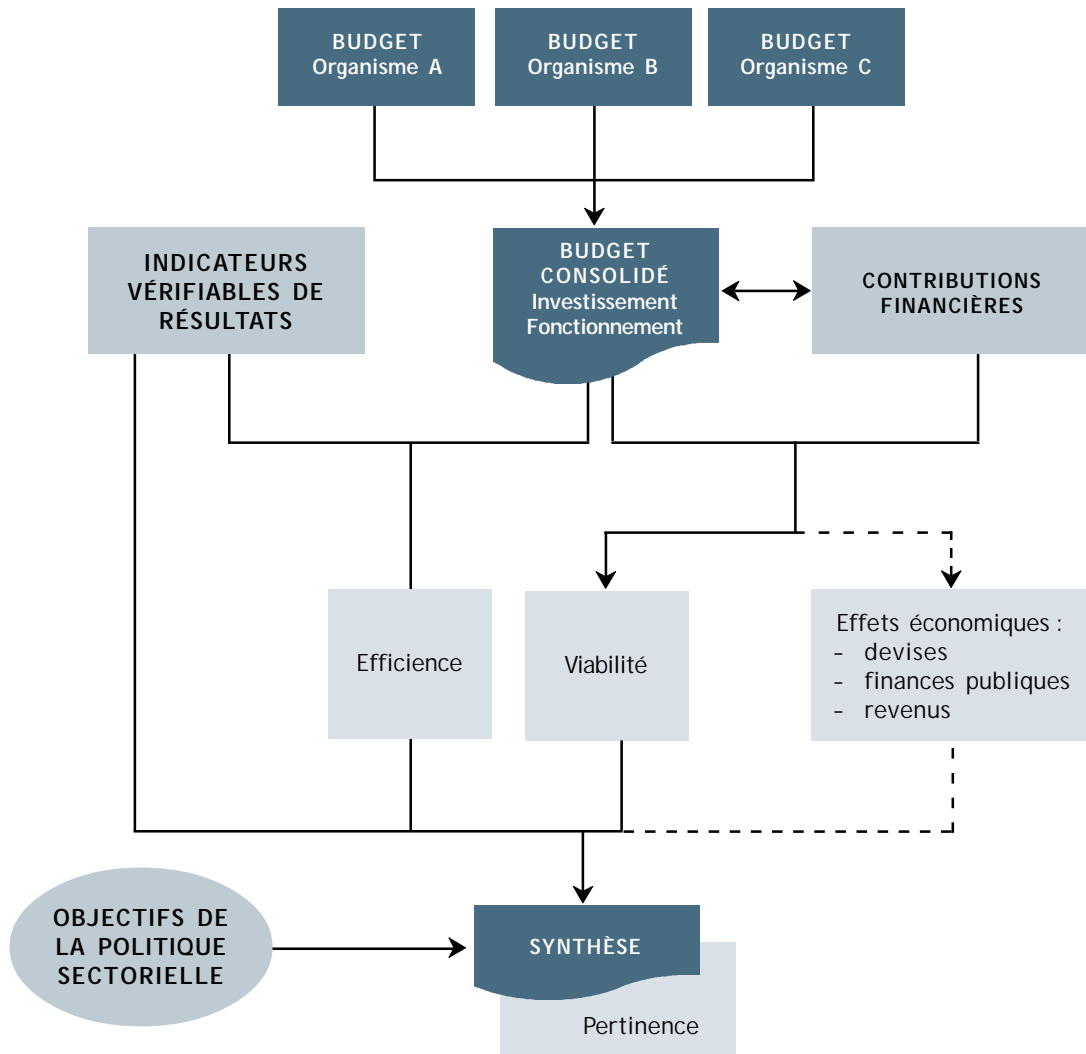 BUDGET
Organisme A
BUDGET
Organisme B
BUDGET
Organisme C
INDICATEURS
VÉRIFIABLES DE
RÉSULTATS
BUDGET
CONSOLIDÉ
Investissement
Fonctionnement
CONTRIBUTIONS
FINANCIÈRES
Efficience
Viabilité
Effets économiques :
- devises
- finances publiques
- revenus
OBJECTIFS DE
LA POLITIQUE
SECTORIELLE
SYNTHÈSE
Pertinence